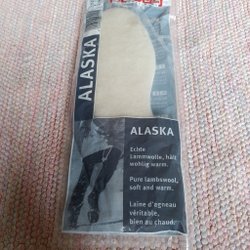 ALASKA
ALASKA
Echte
Lammwolle, hält
wohlig warm.
Pure lambswool,
soft and warm.
Laine d'agneau
véritable,
bien au chaud.